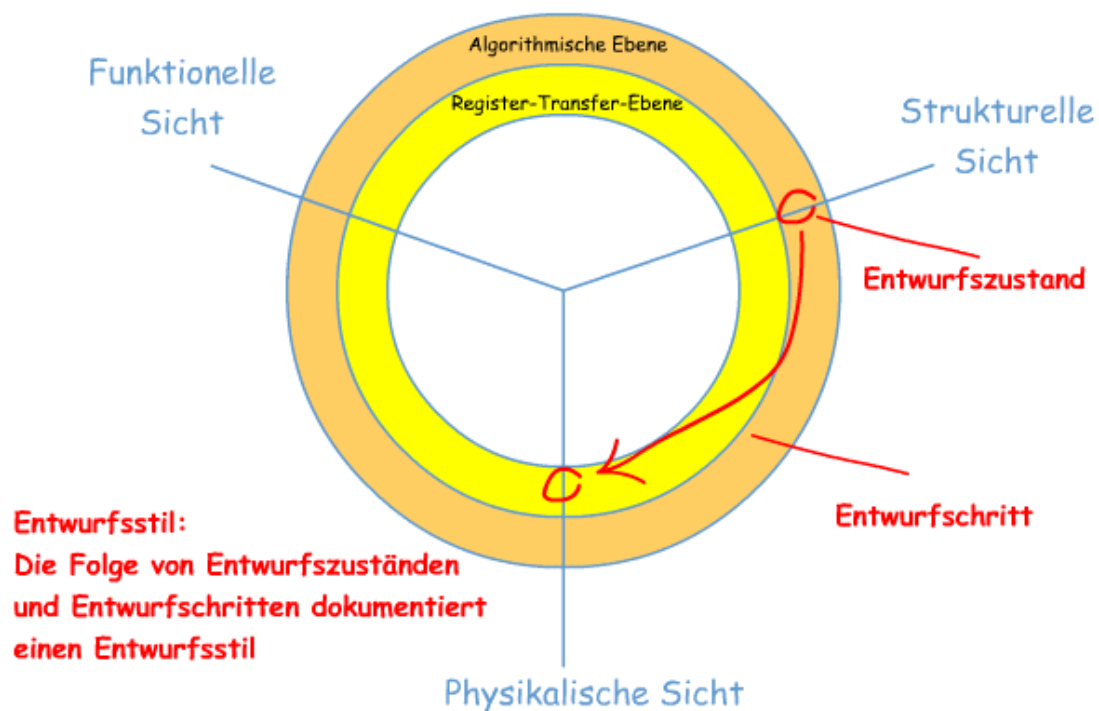 Algorithmische Ebene
Funktionelle
Sicht
Register-Transfer-Ebene
Strukturelle
Sicht
Entwurfszustand
Entwurfschritt
Entwurfsstil:
Die Folge von Entwurfszuständen
und Entwurfschritten dokumentiert
einen Entwurfsstil
Physikalische Sicht